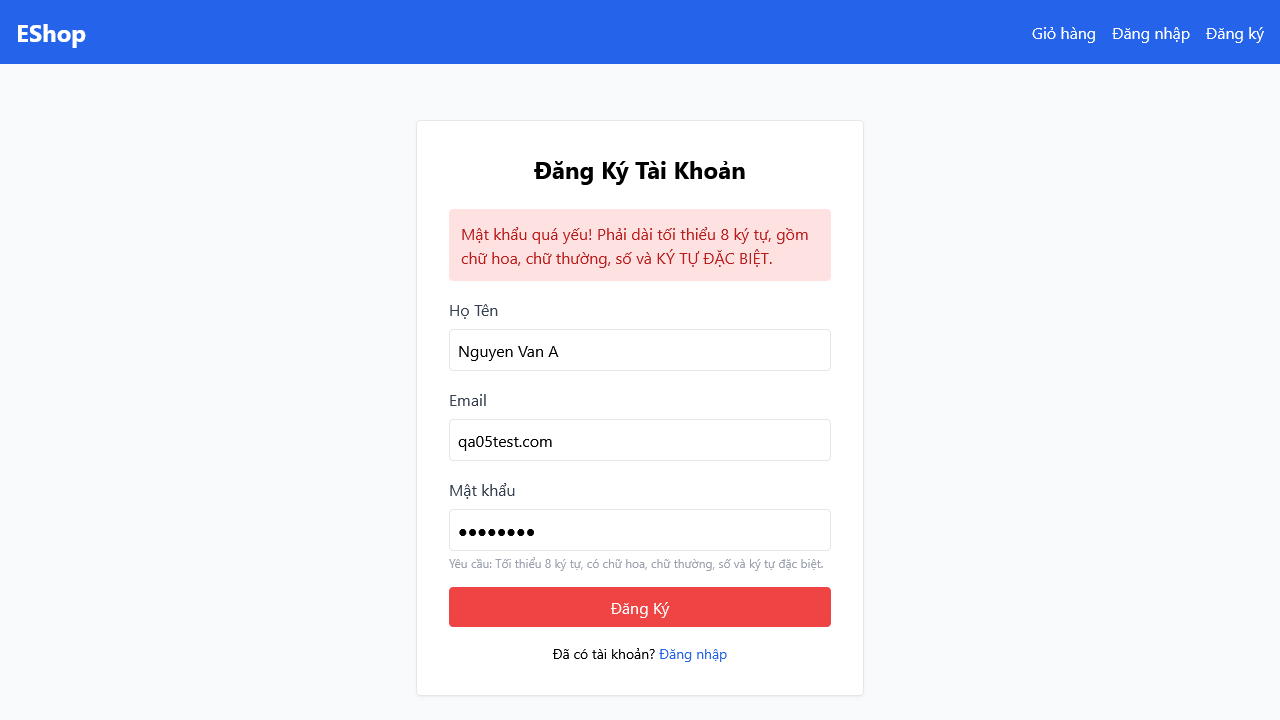 EShop
Giỏ hàng Đăng nhập Đăng ký
Đăng Ký Tài Khoản
Mật khẩu quá yếu! Phải dài tối thiểu 8 ký tự, gồm
chữ hoa, chữ thường, số và KÝ TỰ ĐẶC BIỆT.
Họ Tên
Nguyen Van A
Email
qa05test.com
Mật khẩu
●●●●●●●●
Yêu cầu: Tối thiểu 8 ký tự, có chữ hoa, chữ thường, số và ký tự đặc biệt.
Đăng Ký
Đã có tài khoản? Đăng nhập